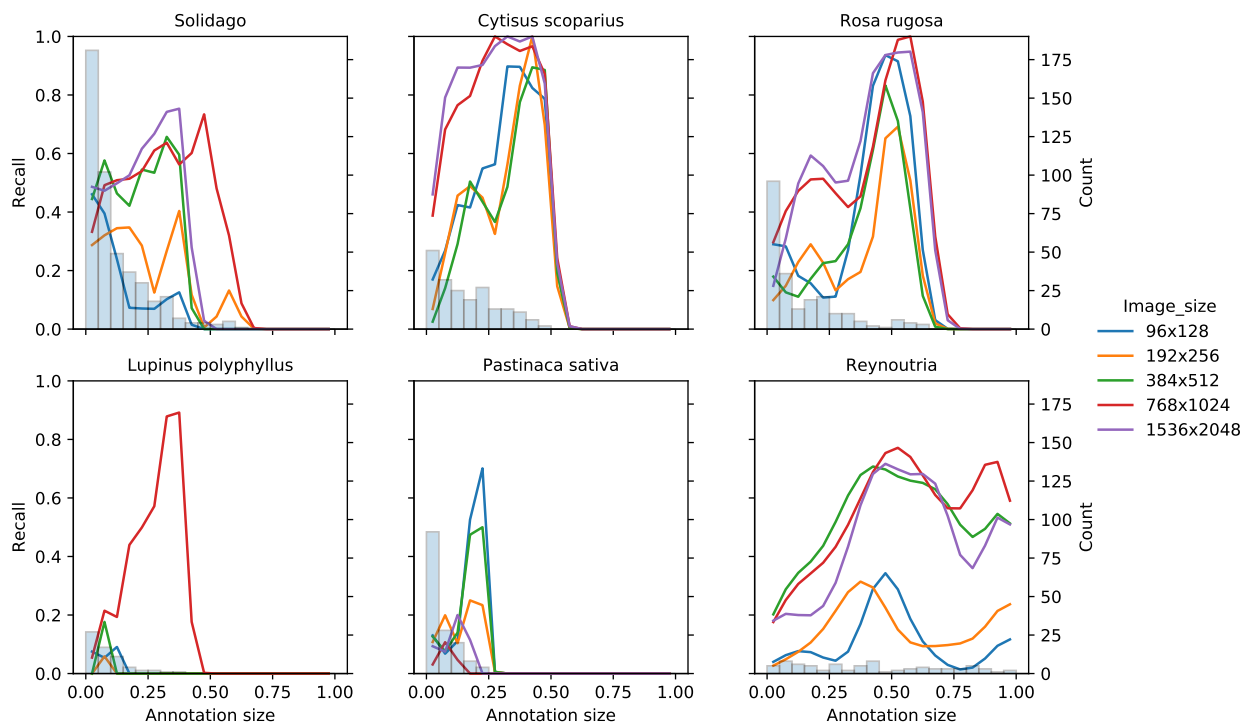 Solidago
Cytisus scoparius
Rosa rugosa
1.0
0.8
0.6
0.4
0.2
0.0
Recall
175
150
125
100
75
50
25
0
Count
Lupinus polyphyllus
Pastinaca sativa
Reynoutria
1.0
0.8
0.6
0.4
0.2
0.0
Recall
175
150
125
100
75
50
25
0
Count
0.00 0.25 0.50 0.75 1.00
0.00 0.25 0.50 0.75 1.00
0.00 0.25 0.50 0.75 1.00
Annotation size
Annotation size
Annotation size
Image_size
96x128
192x256
384x512
768x1024
1536x2048